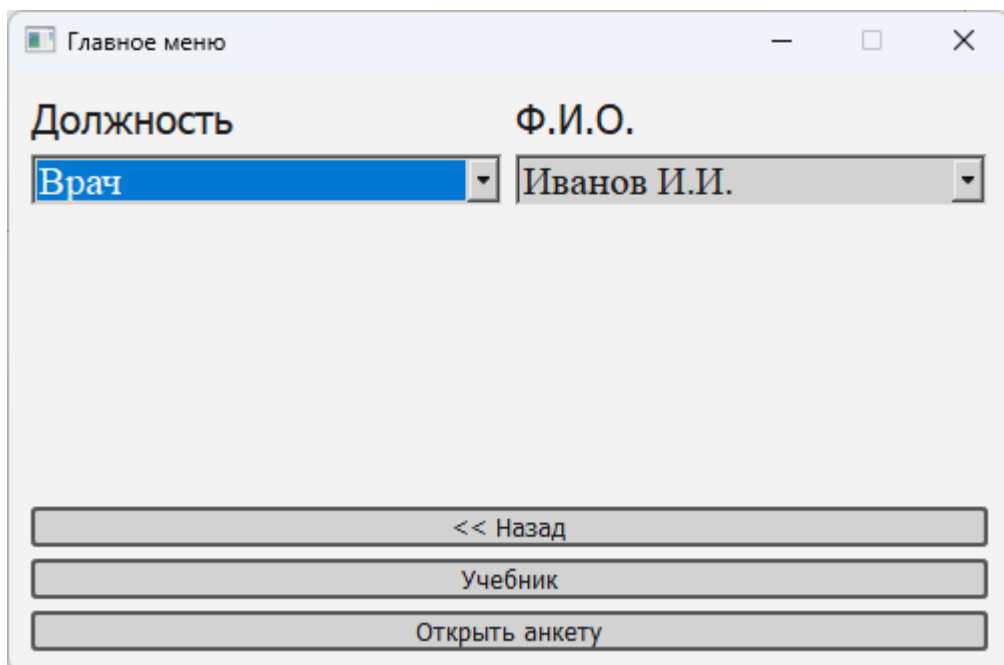 Главное меню
Должность Ф.И.О.
Врач Иванов И.И.
<< Назад
Учебник
Открыть анкету